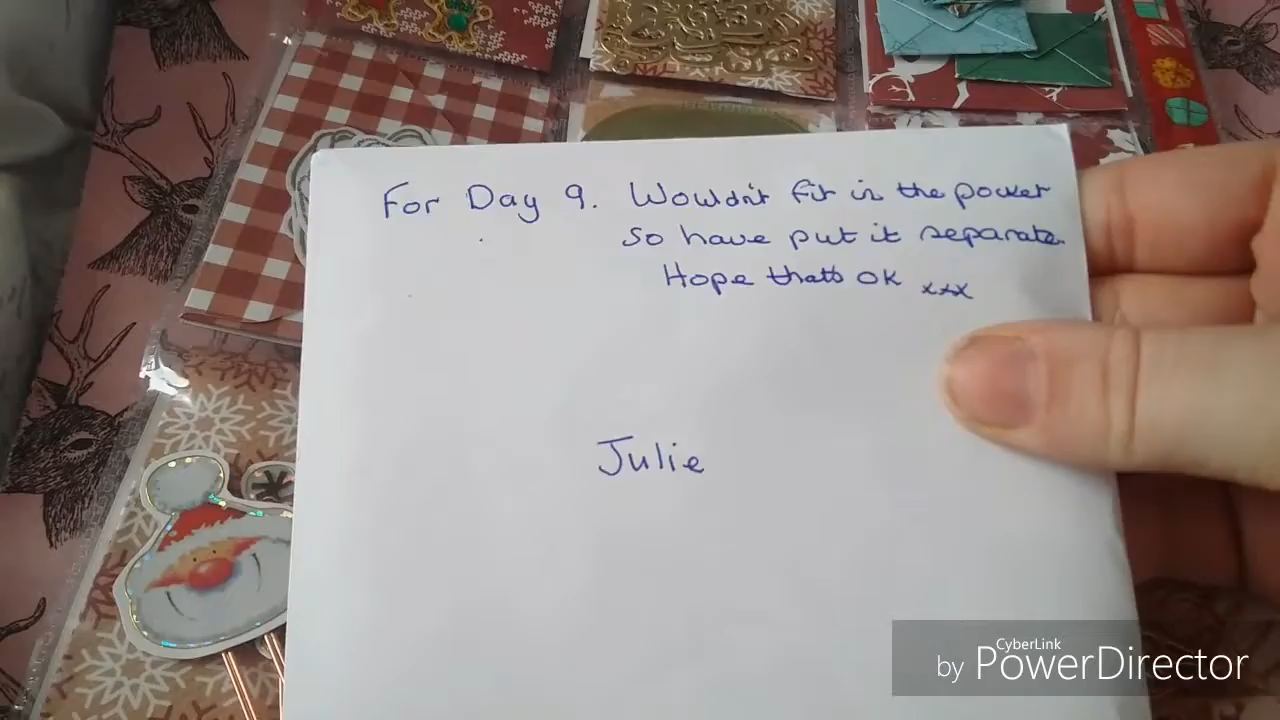 For Day 9. Wouldn't fit in the pocket
so have put it separate.
Hope thats OK xxx
Julie
CyberLink
by PowerDirector